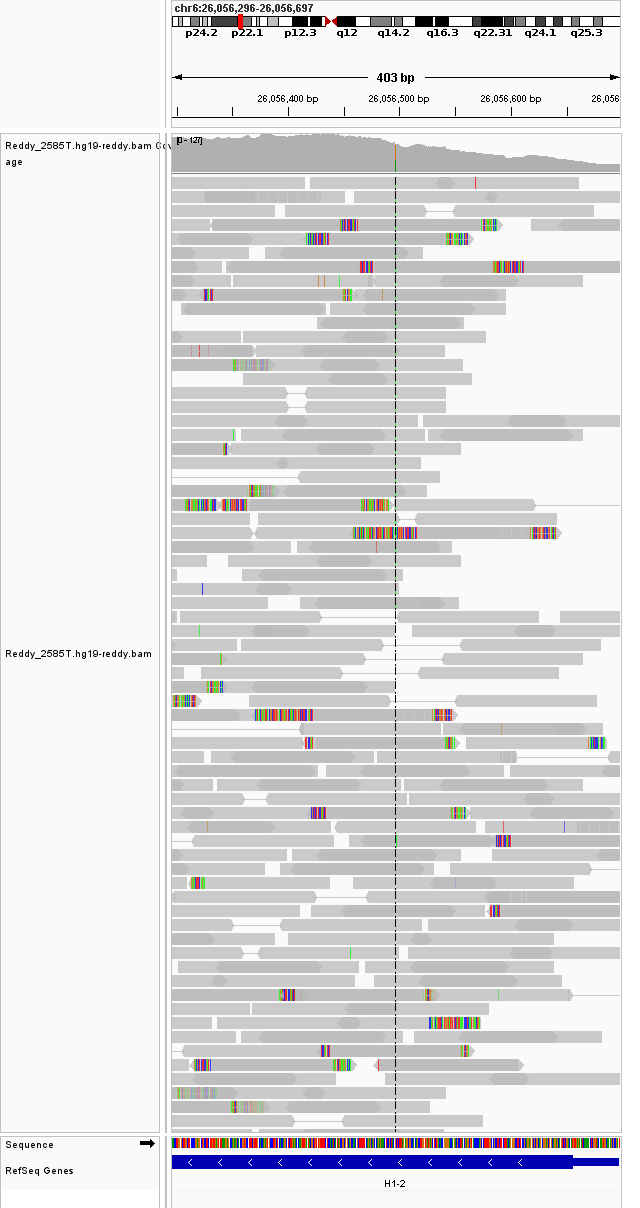 chr6:26,056,296-26,056,697
p24.2 p22.1 p12.3 q12 q14.2 q16.3 q22.31 q24.1 q25.3
403 bp
26,056,400 bp 26,056,500 bp 26,056,600 bp 26,056
Reddy_2585T.hg19-reddy.bam Cov
age
[0 - 127]
Reddy_2585T.hg19-reddy.bam
Sequence
RefSeq Genes
H1-2